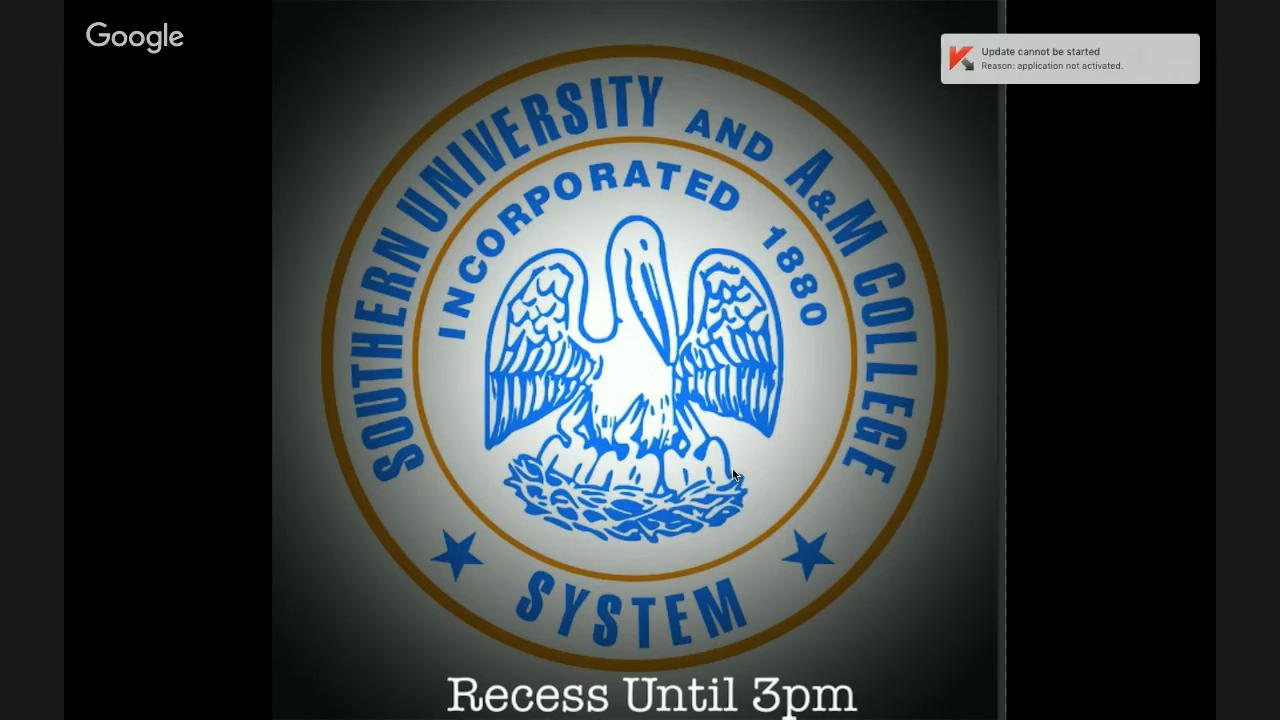 Google
Update cannot be started
Reason: application not activated.
SOUTHERN UNIVERSITY AND A&M COLLEGE
INCORPORATED 1880
SYSTEM
Recess Until 3pm